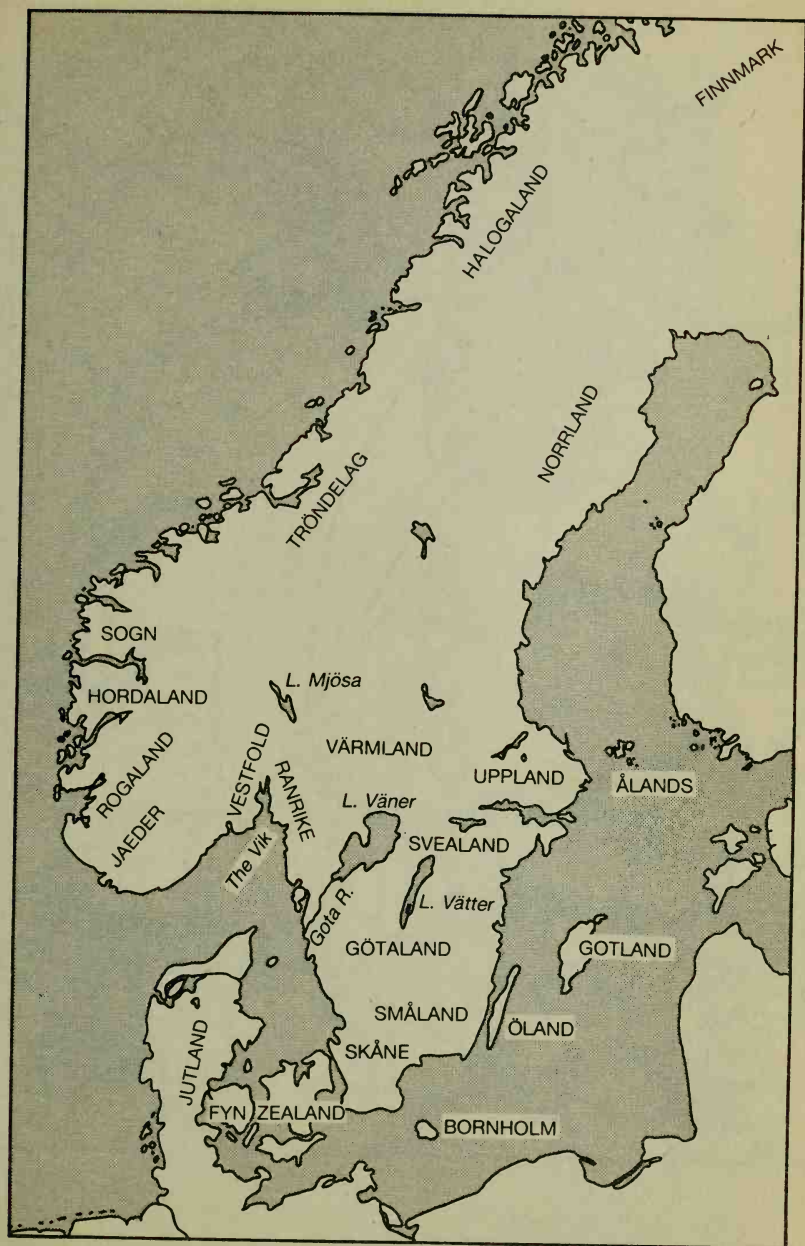 FINNMARK
HALOGALAND
NORRLAND
TRÖNDELAG
SOGN
L. Mjösa
HORDALAND
VÄRMLAND
ROGALAND
VESTFOLD
RANRIKE
UPPLAND
ÅLANDS
L. Väner
JAEDER
The Vik
SVEALAND
Gota R.
L. Vätter
GÖTALAND
GOTLAND
SMÅLAND
ÖLAND
JUTLAND
SKÅNE
FYN
ZEALAND
BORNHOLM